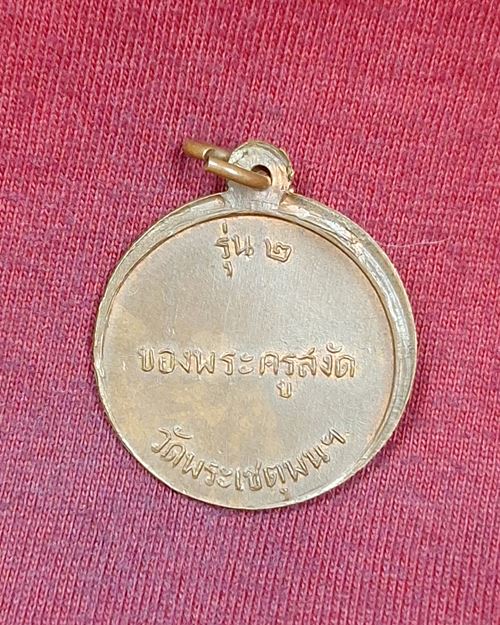 รุ่น ๒
ของพระครูสงัด
วัดพระเชตุพนฯ